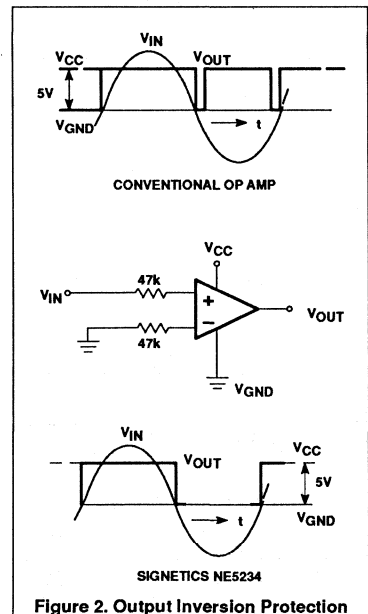 VIN
VCC
VOUT
5V
VGND
t
CONVENTIONAL OP AMP
VCC
47k
VIN
+
VOUT
47k
−
VGND
VIN
VOUT
VCC
5V
VGND
t
SIGNETICS NE5234
Figure 2. Output Inversion Protection